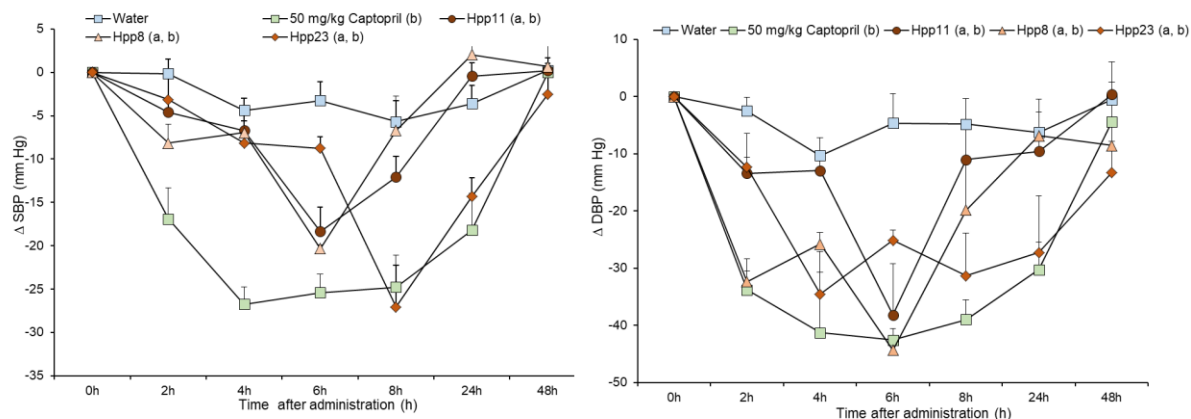 Water 50 mg/kg Captopril (b) Hpp11 (a, b)
Hpp8 (a, b) Hpp23 (a, b)
5
0
-5
-10
-15
-20
-25
-30
-35
Δ SBP (mm Hg)
0h 2h 4h 6h 8h 24h 48h
Time after administration (h)
Water 50 mg/kg Captopril (b) Hpp11 (a, b) Hpp8 (a, b) Hpp23 (a, b)
10
0
-10
-20
-30
-40
-50
Δ DBP (mm Hg)
0h 2h 4h 6h 8h 24h 48h
Time after administration (h)